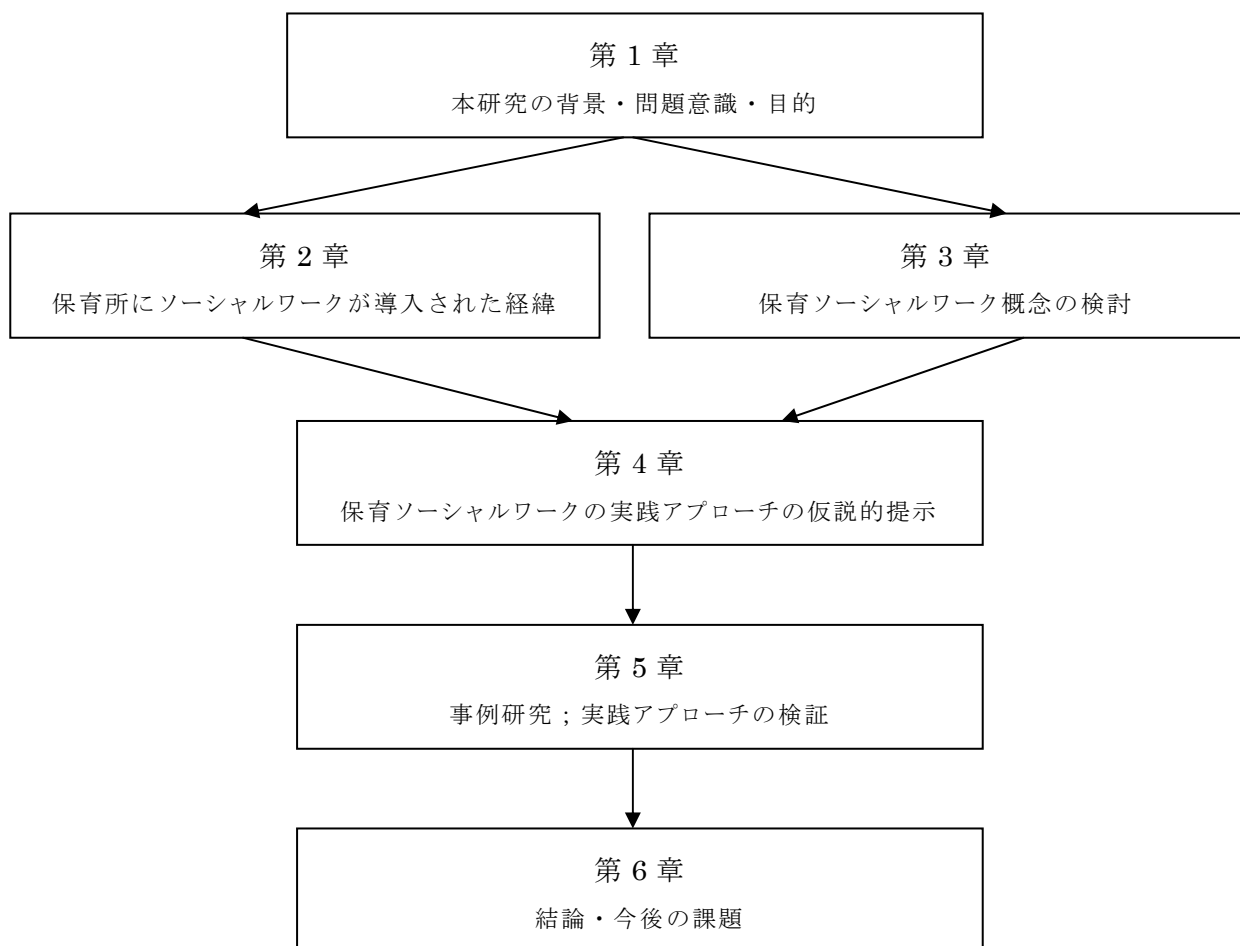 第 1 章
本研究の背景・問題意識・目的
第 2 章
保育所にソーシャルワークが導入された経緯
第 3 章
保育ソーシャルワーク概念の検討
第 4 章
保育ソーシャルワークの実践アプローチの仮説的提示
第 5 章
事例研究；実践アプローチの検証
第 6 章
結論・今後の課題